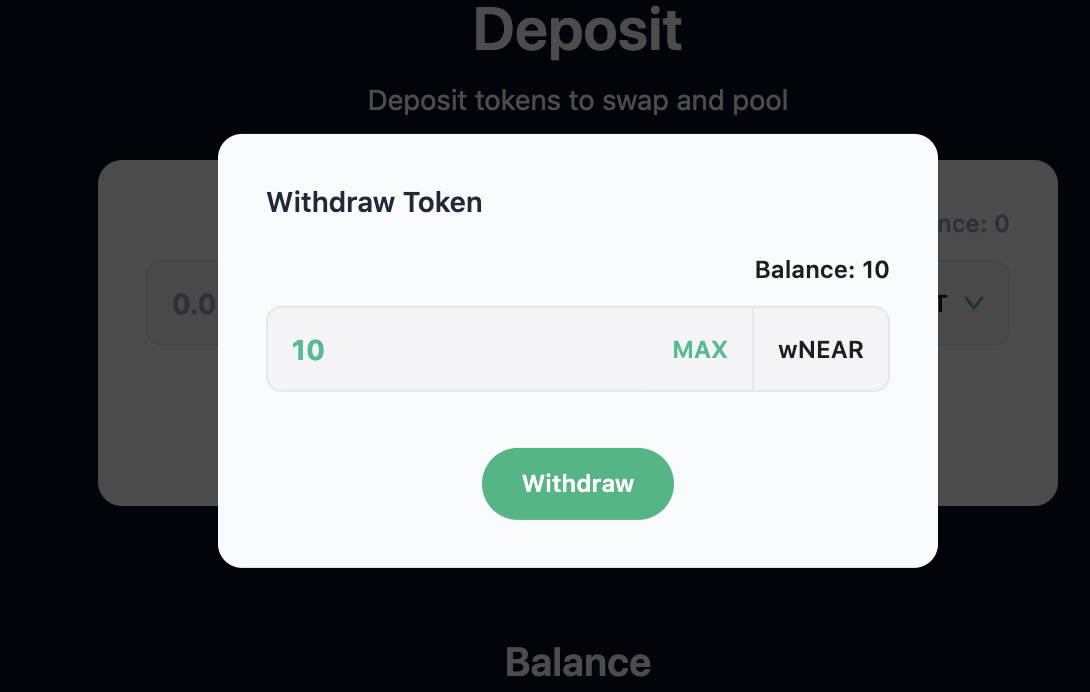 Deposit
Deposit tokens to swap and pool
Withdraw Token
nce: 0
Balance: 10
0.0
T
10 MAX wNEAR
Withdraw
Balance